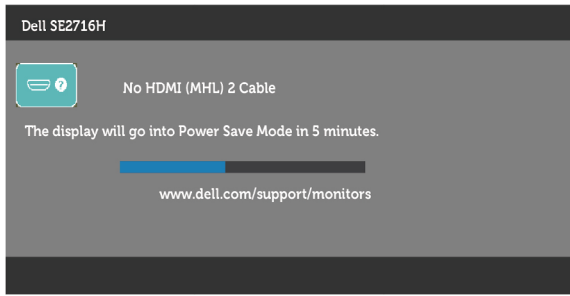 Dell SE2716H
?
No HDMI (MHL) 2 Cable
The display will go into Power Save Mode in 5 minutes.
www.dell.com/support/monitors